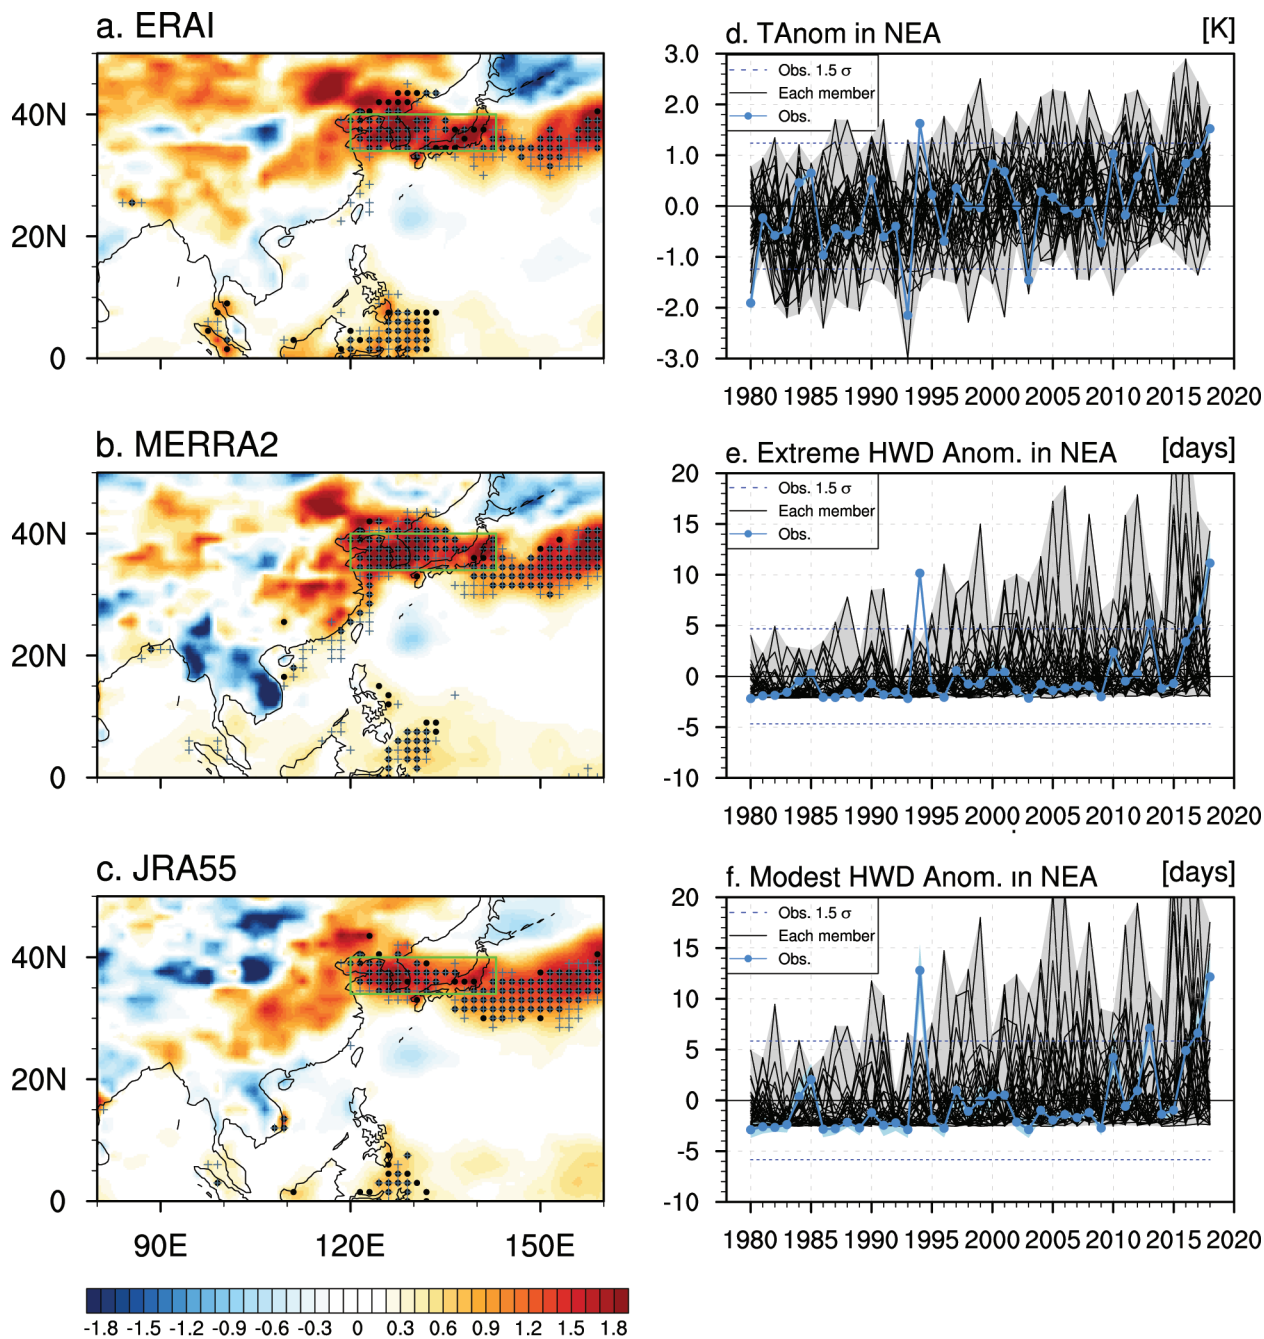 a. ERAI
40N
20N
0
b. MERRA2
40N
20N
0
c. JRA55
40N
20N
0
90E 120E 150E
-1.8 -1.5 -1.2 -0.9 -0.6 -0.3 0 0.3 0.6 0.9 1.2 1.5 1.8
d. TAnom in NEA [K]
3.0
2.0
1.0
0.0
-1.0
-2.0
-3.0
Obs. 1.5 σ
Each member
Obs.
1980 1985 1990 1995 2000 2005 2010 2015 2020
e. Extreme HWD Anom. in NEA [days]
20
15
10
5
0
-5
-10
Obs. 1.5 σ
Each member
Obs.
1980 1985 1990 1995 2000 2005 2010 2015 2020
f. Modest HWD Anom. in NEA [days]
20
15
10
5
0
-5
-10
Obs. 1.5 σ
Each member
Obs.
1980 1985 1990 1995 2000 2005 2010 2015 2020